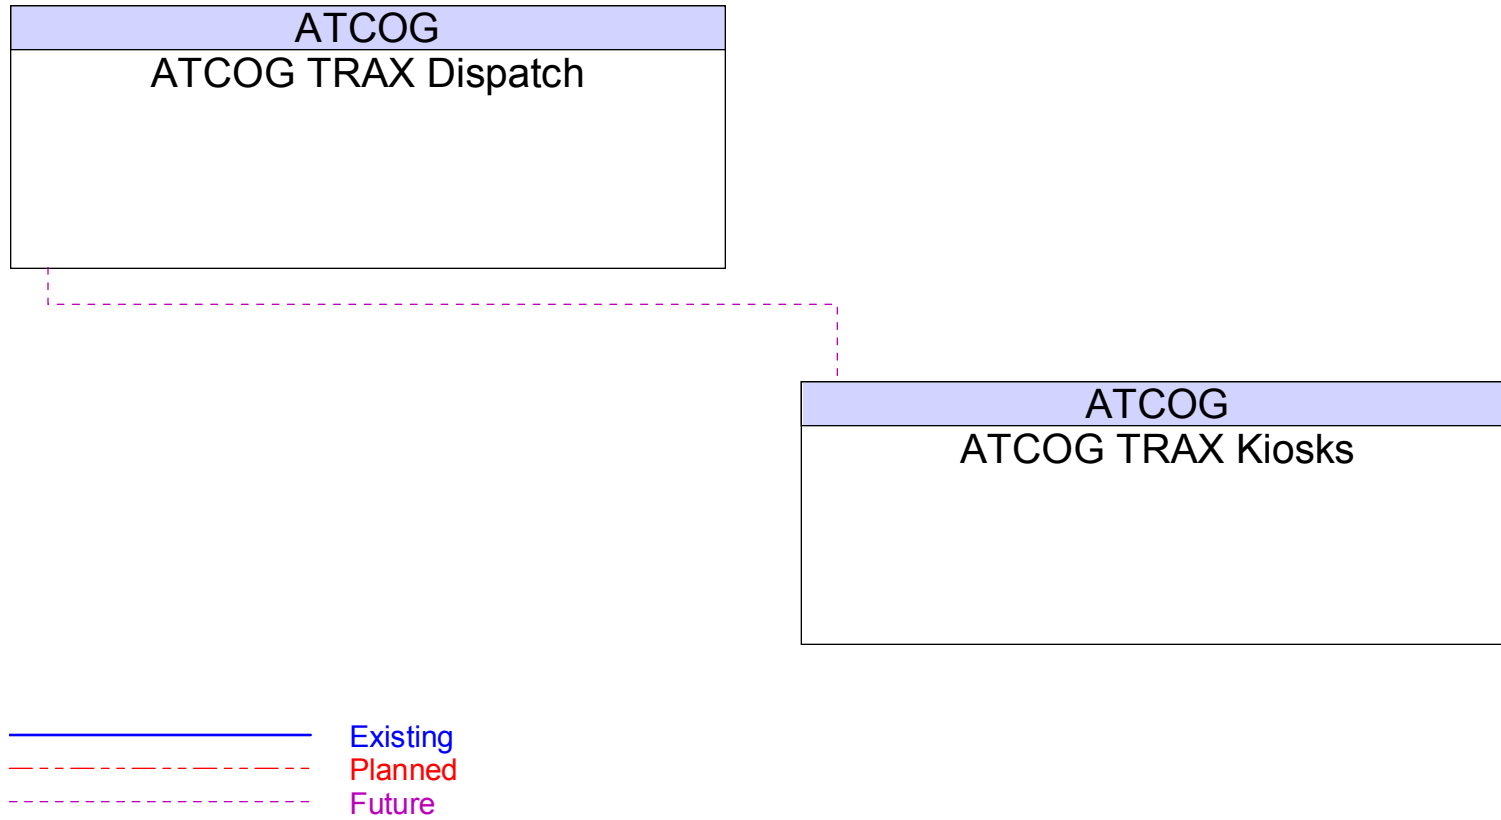 ATCOG
ATCOG TRAX Dispatch
ATCOG
ATCOG TRAX Kiosks
Existing
Planned
Future